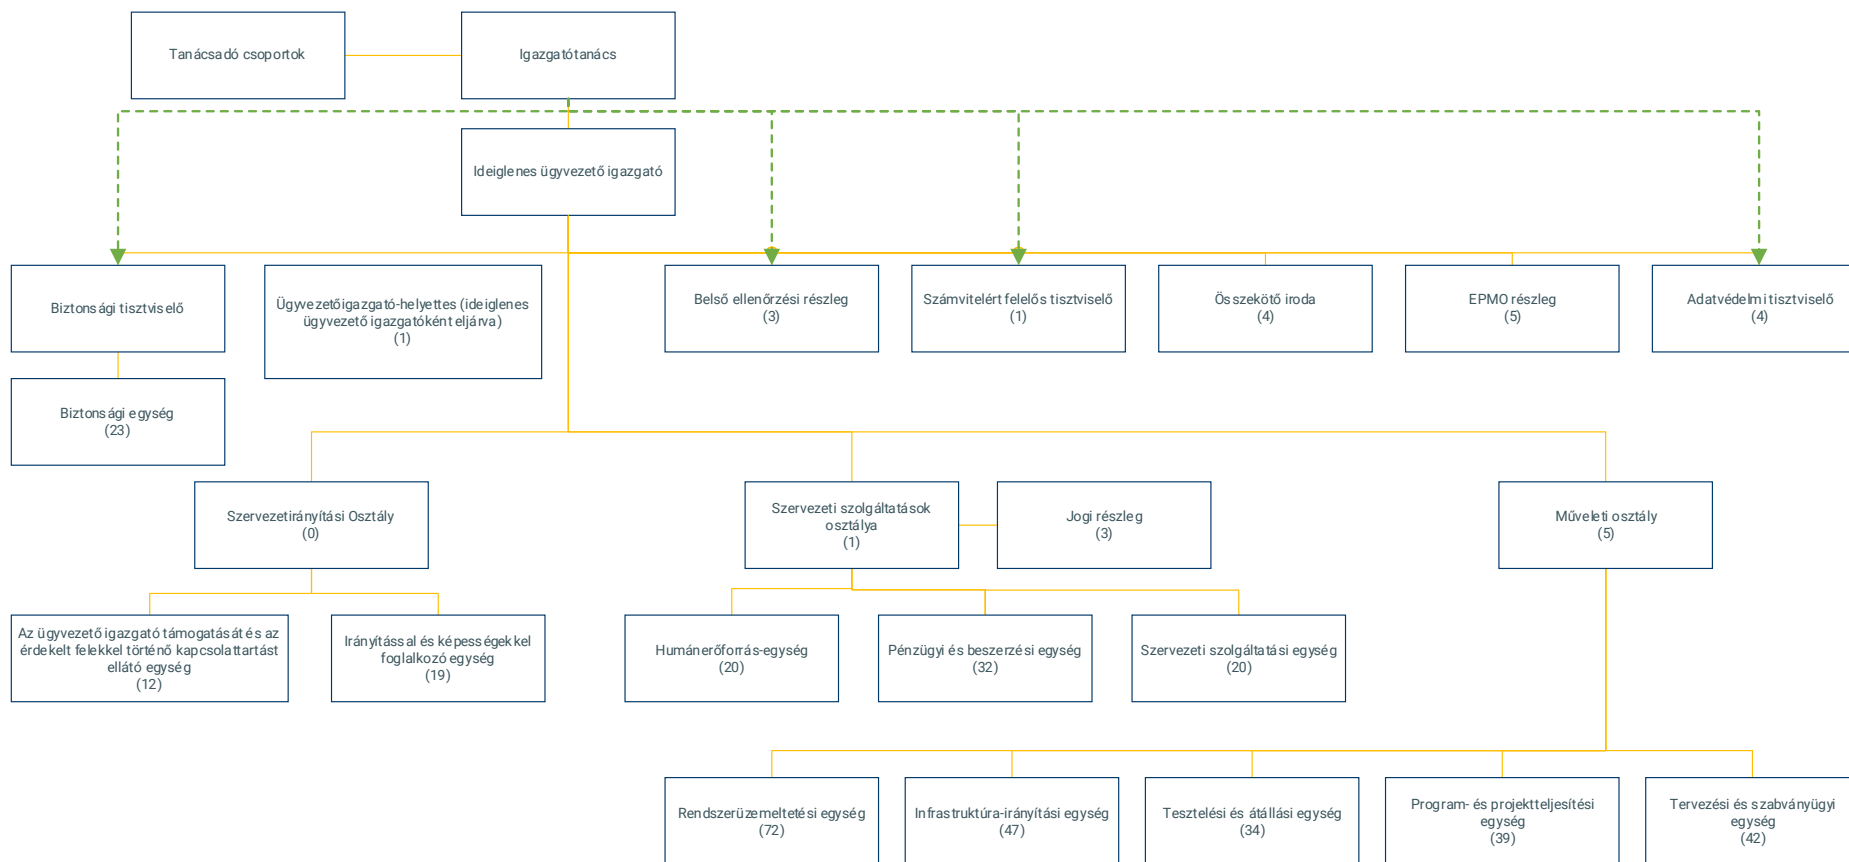 Tanácsadó csoportok
Igazgatótanács
Ideiglenes ügyvezető igazgató
Biztonsági tisztviselő
Ügyvezetőigazgató-helyettes (ideiglenes
ügyvezető igazgatóként eljárva)
(1)
Belső ellenőrzési részleg
(3)
Számvitelért felelős tisztviselő
(1)
Összekötő iroda
(4)
EPMO részleg
(5)
Adatvédelmi tisztviselő
(4)
Biztonsági egység
(23)
Szervezetirányítási Osztály
(0)
Szervezeti szolgáltatások
osztálya
(1)
Jogi részleg
(3)
Műveleti osztály
(5)
Az ügyvezető igazgató támogatását és az
érdekelt felekkel történő kapcsolattartást
ellátó egység
(12)
Irányítással és képességekkel
foglalkozó egység
(19)
Humánerőforrás-egység
(20)
Pénzügyi és beszerzési egység
(32)
Szervezeti szolgáltatási egység
(20)
Rendszerüzemeltetési egység
(72)
Infrastruktúra-irányítási egység
(47)
Tesztelési és átállási egység
(34)
Program- és projektteljesítési
egység
(39)
Tervezési és szabványügyi
egység
(42)